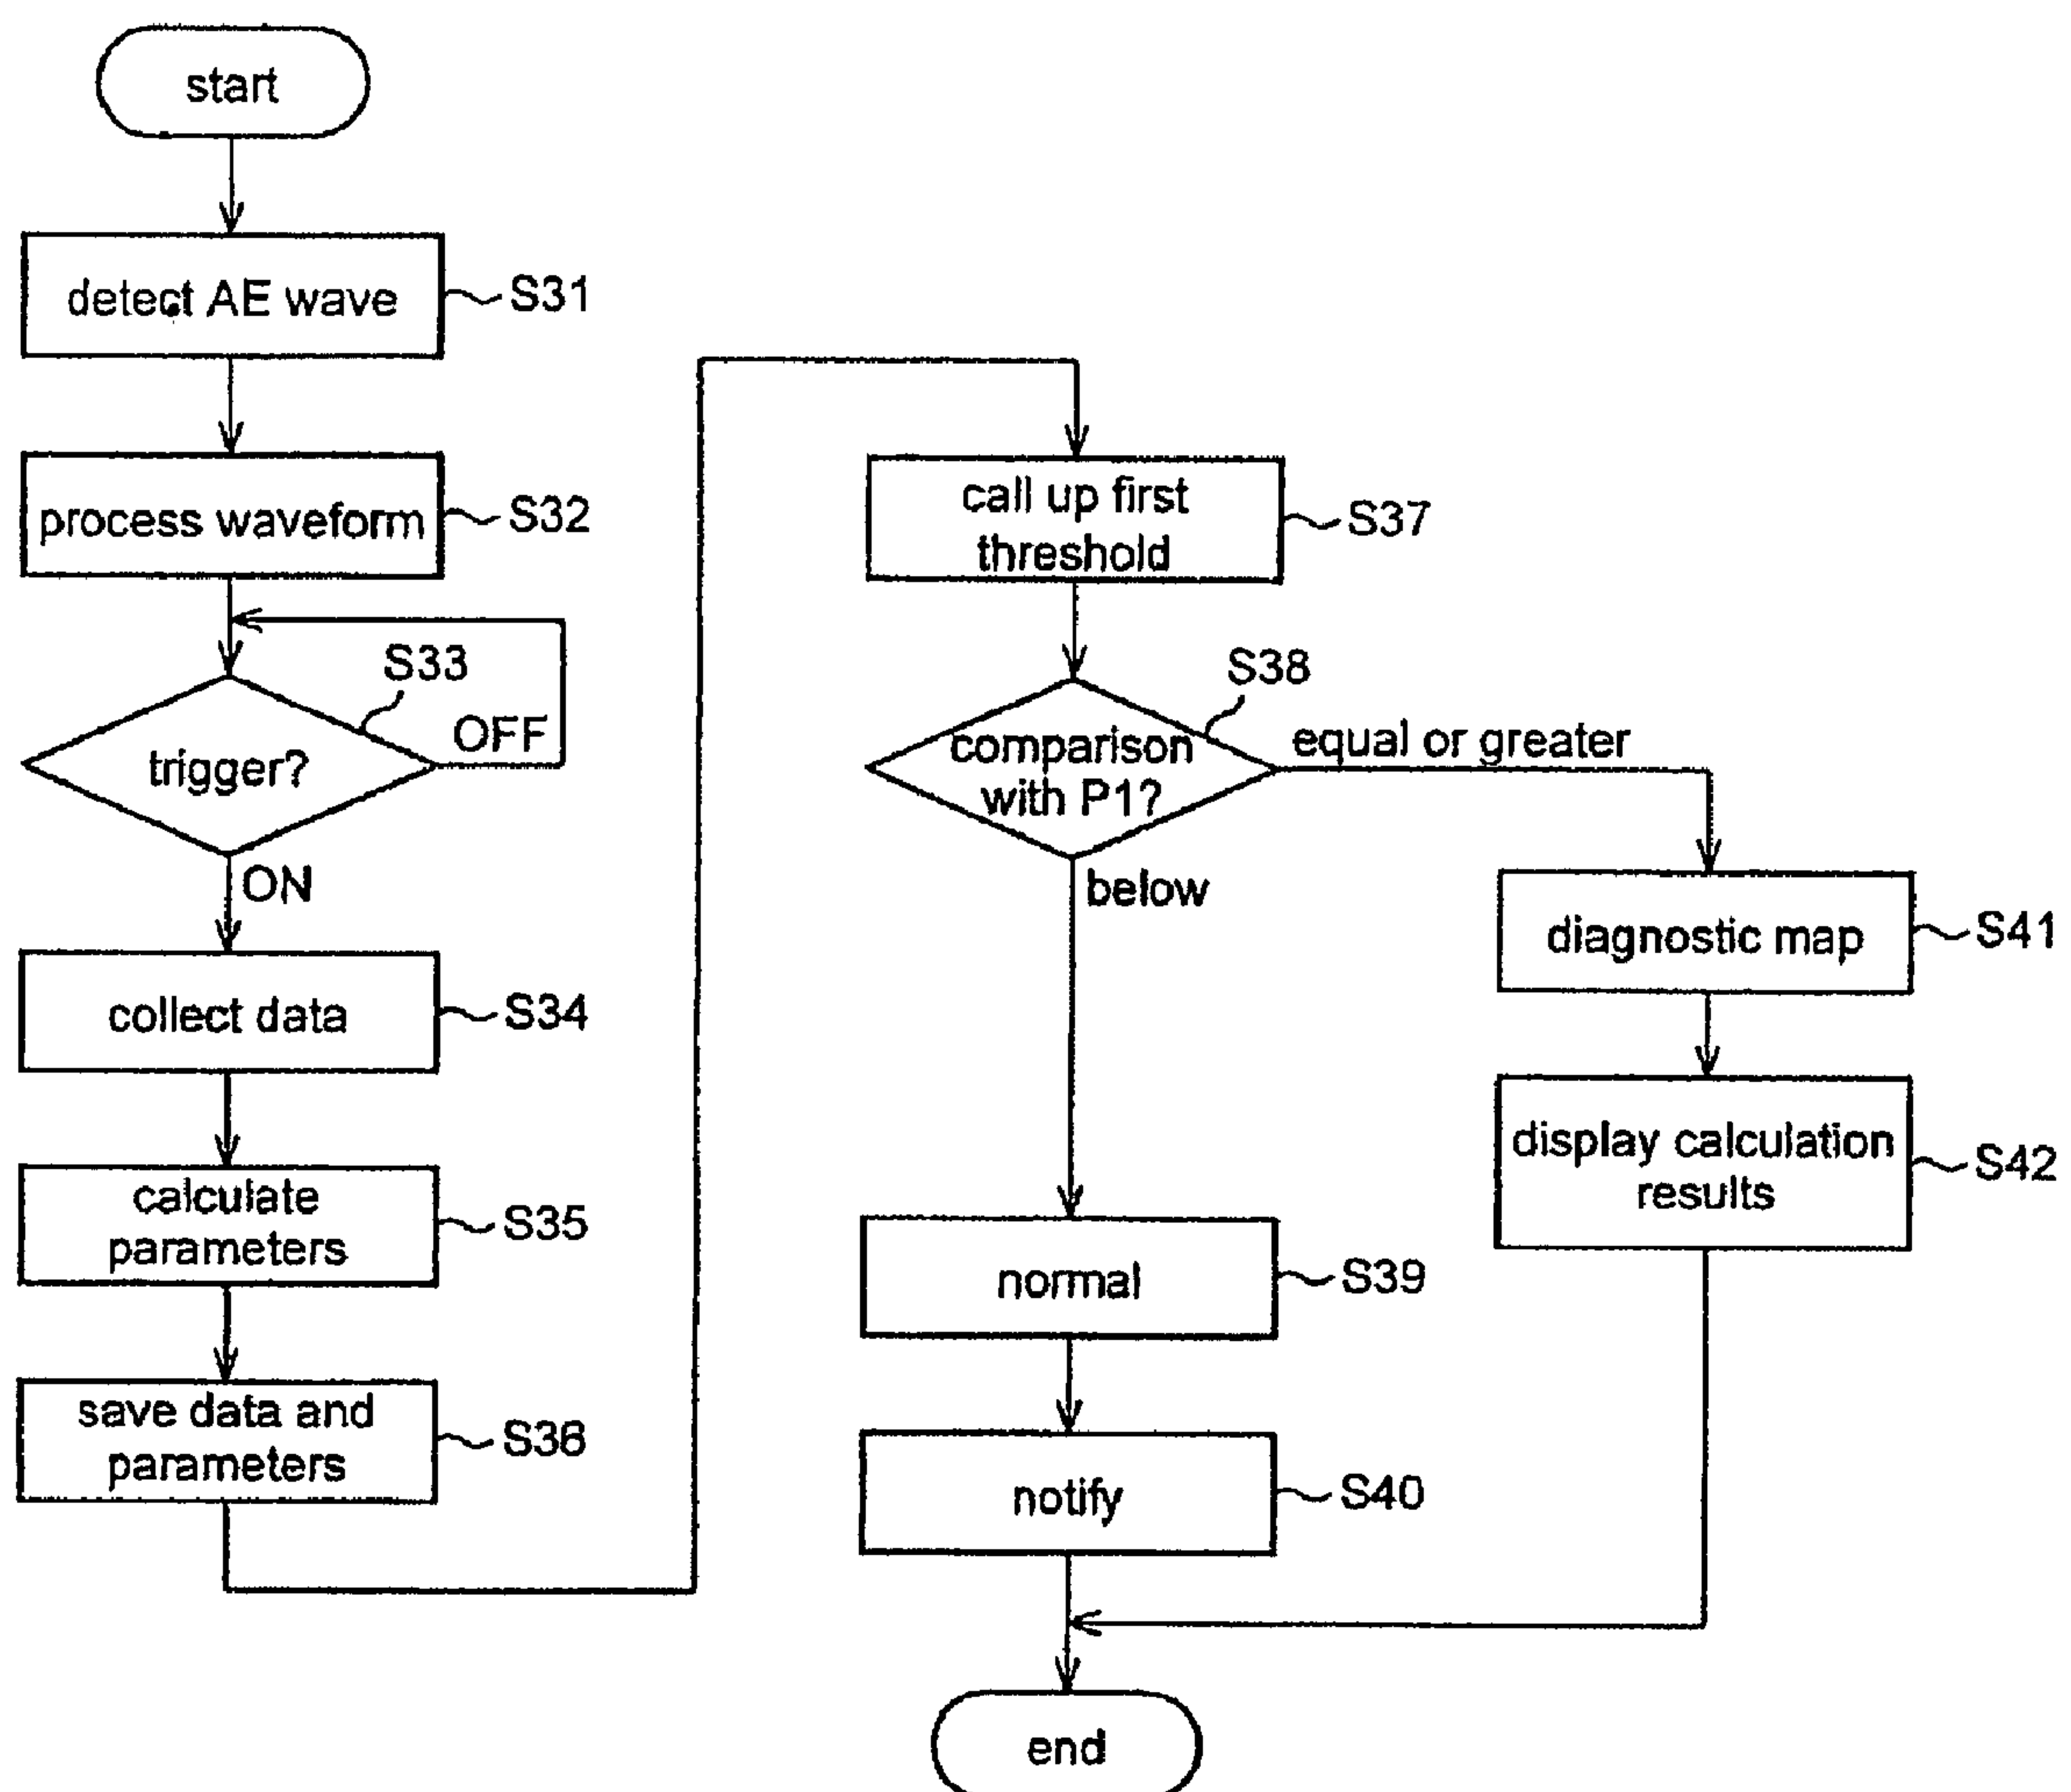 start
detect AE wave
S31
process waveform
S32
S33
trigger?
OFF
ON
collect data
S34
calculate
parameters
S35
save data and
parameters
S36
call up first
threshold
S37
S38
comparison
with P1?
equal or greater
below
normal
S39
notify
S40
diagnostic map
S41
display calculation
results
S42
end